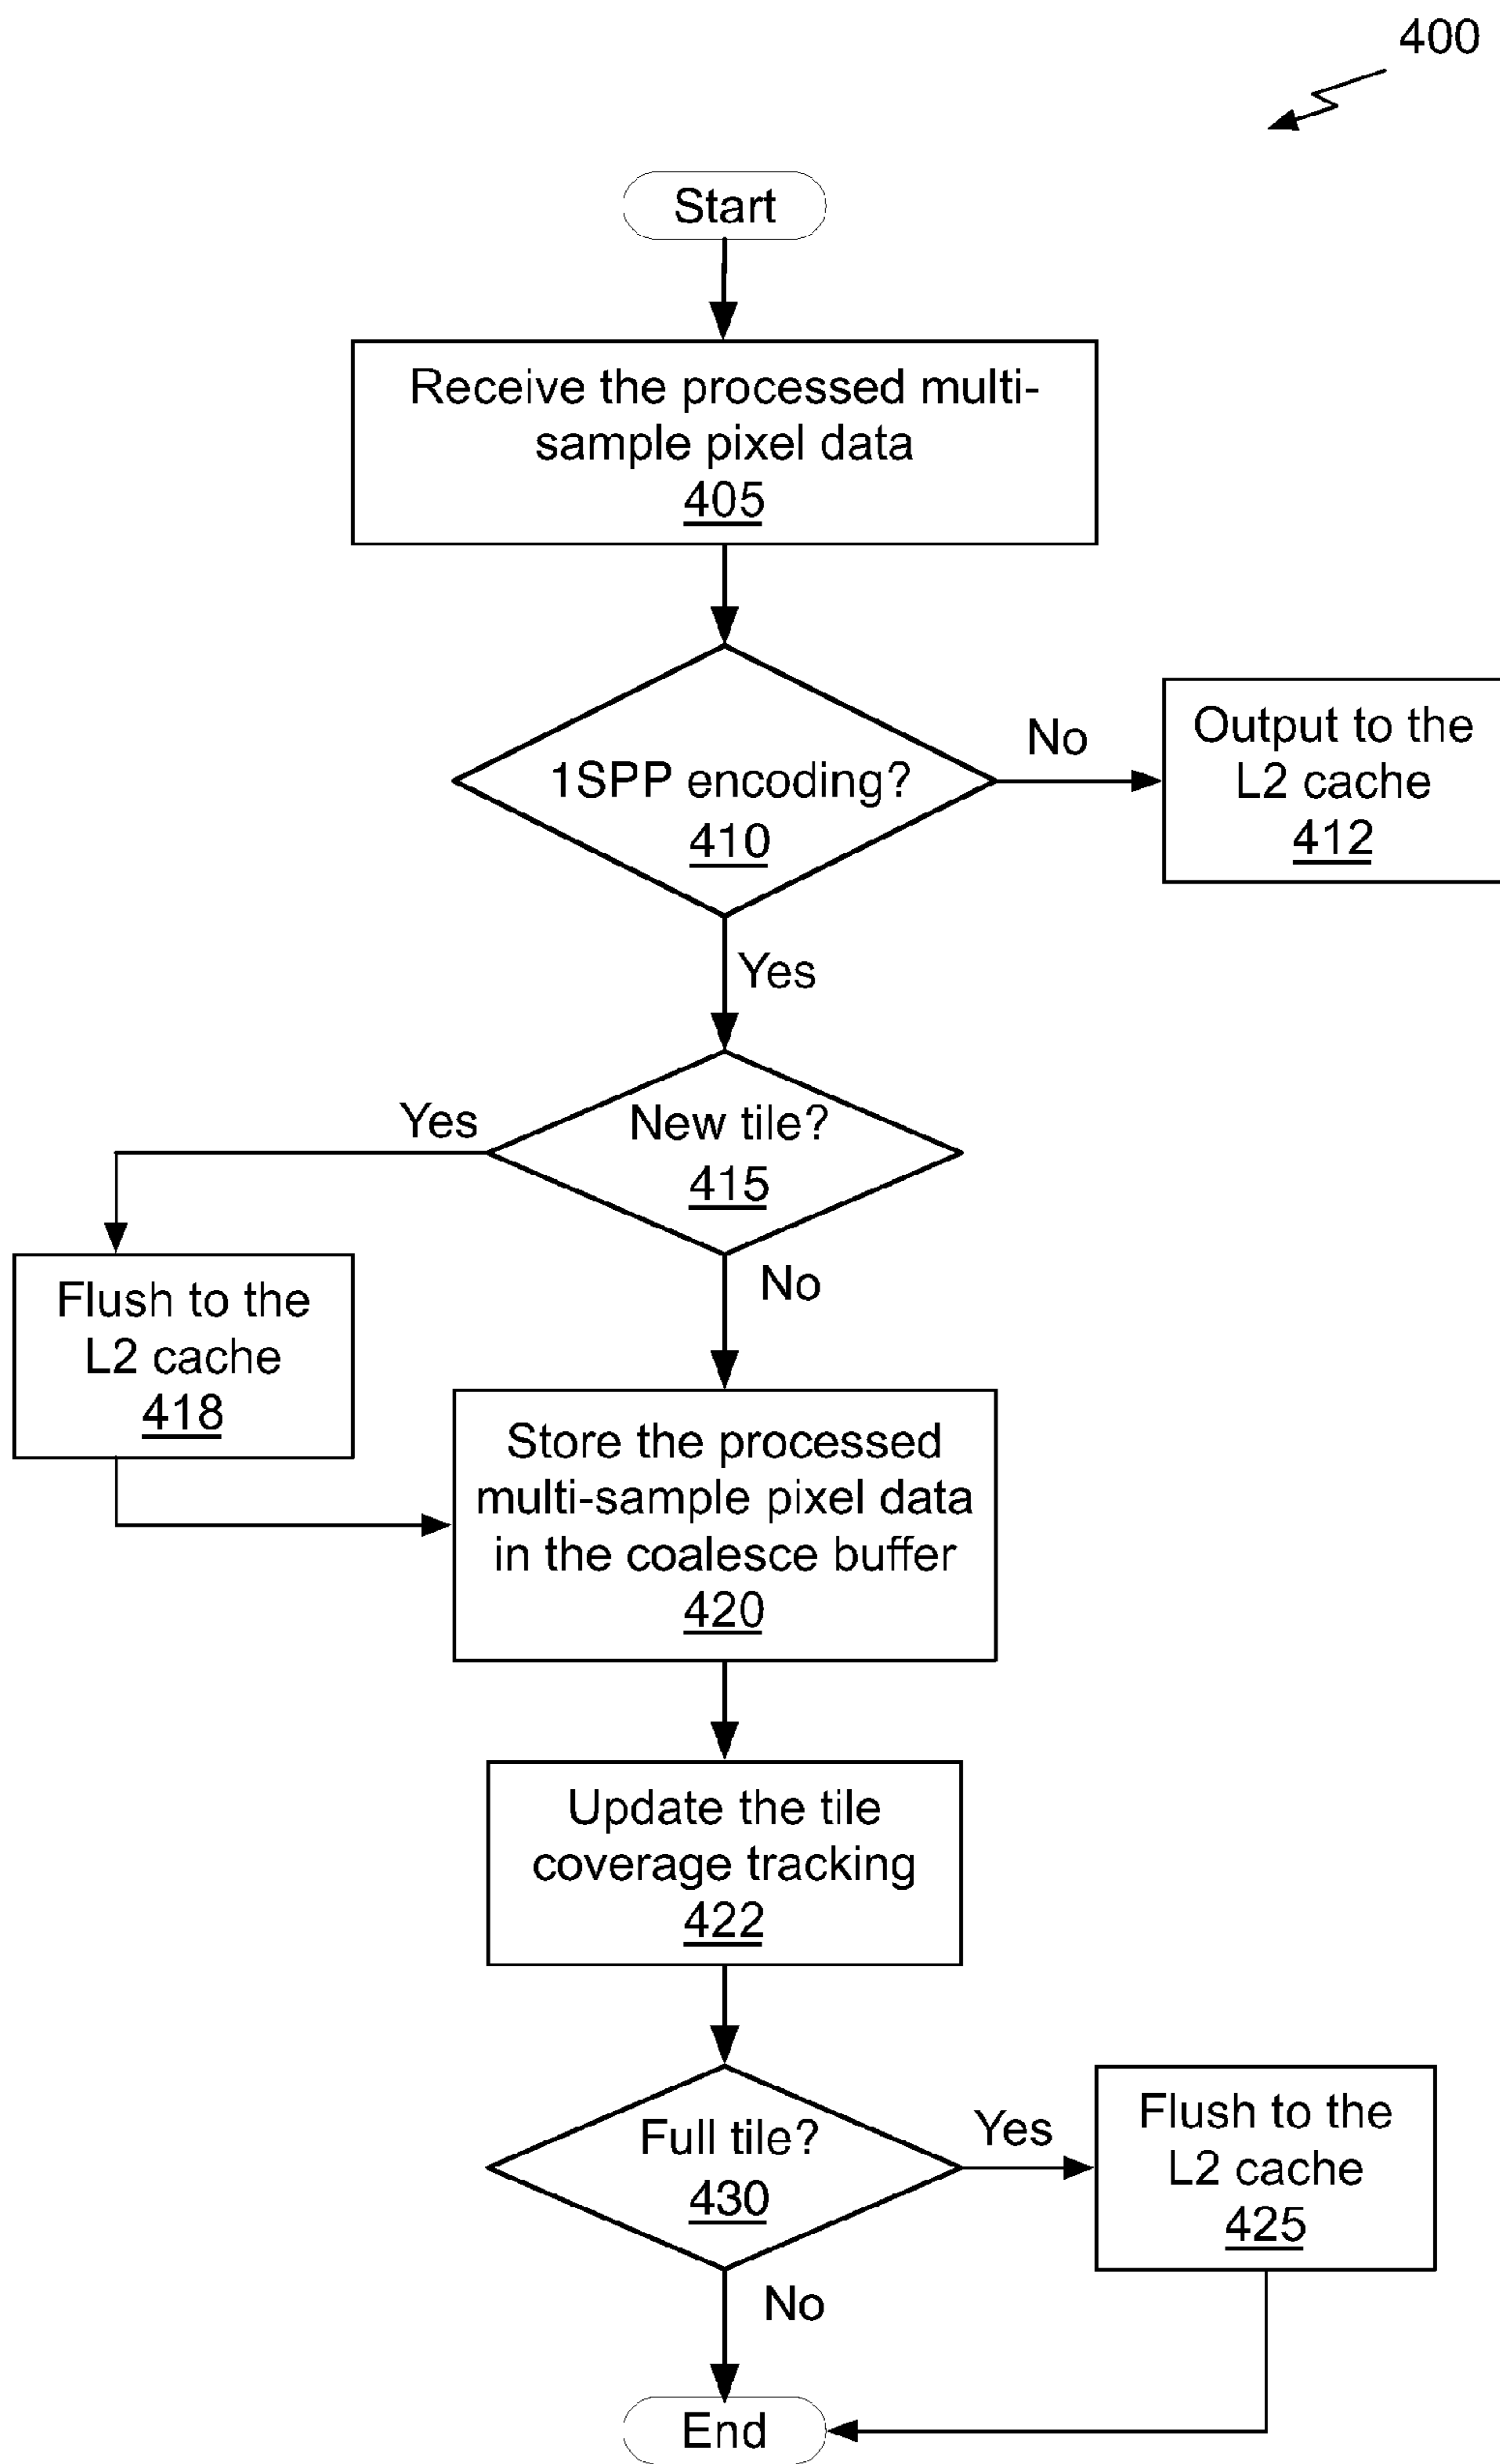 400
Start
Receive the processed multi-
sample pixel data
405
1SPP encoding?
410
No
Output to the
L2 cache
412
Yes
New tile?
415
Yes
No
Flush to the
L2 cache
418
Store the processed
multi-sample pixel data
in the coalesce buffer
420
Update the tile
coverage tracking
422
Full tile?
430
Yes
Flush to the
L2 cache
425
No
End